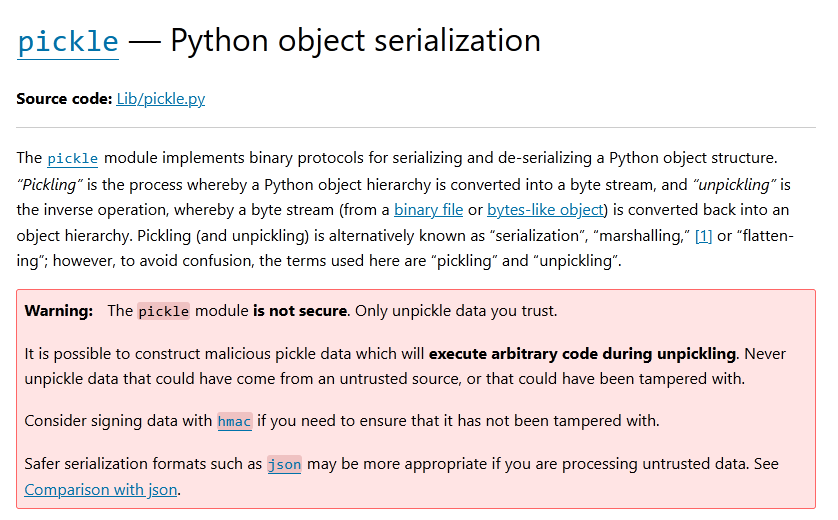 pickle — Python object serialization
Source code: Lib/pickle.py
The pickle module implements binary protocols for serializing and de-serializing a Python object structure.
“Pickling” is the process whereby a Python object hierarchy is converted into a byte stream, and “unpickling” is
the inverse operation, whereby a byte stream (from a binary file or bytes-like object) is converted back into an
object hierarchy. Pickling (and unpickling) is alternatively known as “serialization”, “marshalling,” [1] or “flatten-
ing”; however, to avoid confusion, the terms used here are “pickling” and “unpickling”.
Warning: The pickle module is not secure. Only unpickle data you trust.
It is possible to construct malicious pickle data which will execute arbitrary code during unpickling. Never
unpickle data that could have come from an untrusted source, or that could have been tampered with.
Consider signing data with hmac if you need to ensure that it has not been tampered with.
Safer serialization formats such as json may be more appropriate if you are processing untrusted data. See
Comparison with json.